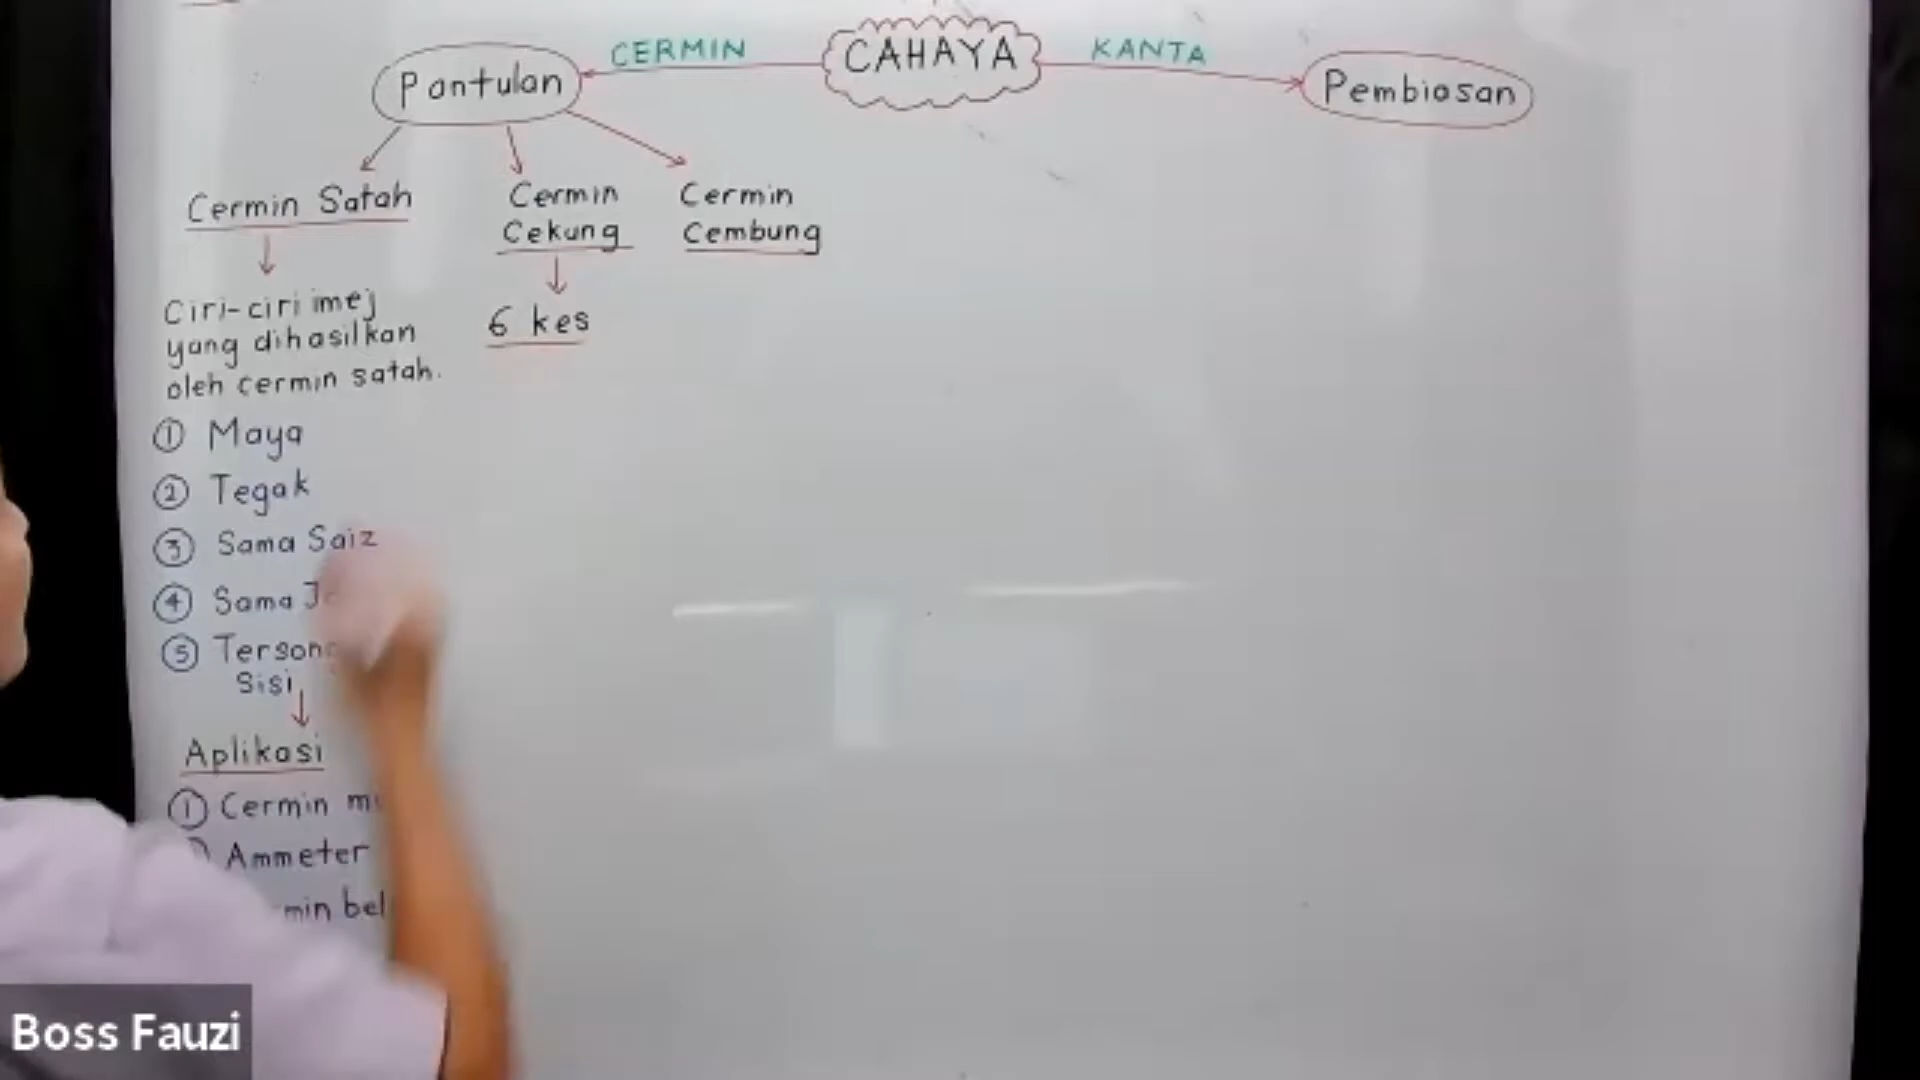 CAHAYA
CERMIN
KANTA
Pantulan
Pembiasan
Cermin Satah
Cermin
Cekung
Cermin
Cembung
Ciri-ciri imej
yang dihasilkan
oleh cermin satah.
6 kes
① Maya
② Tegak
③ Sama Saiz
④ Sama
⑤
Sisi
Aplikasi
① Cermin
Ammeter
Boss Fauzi